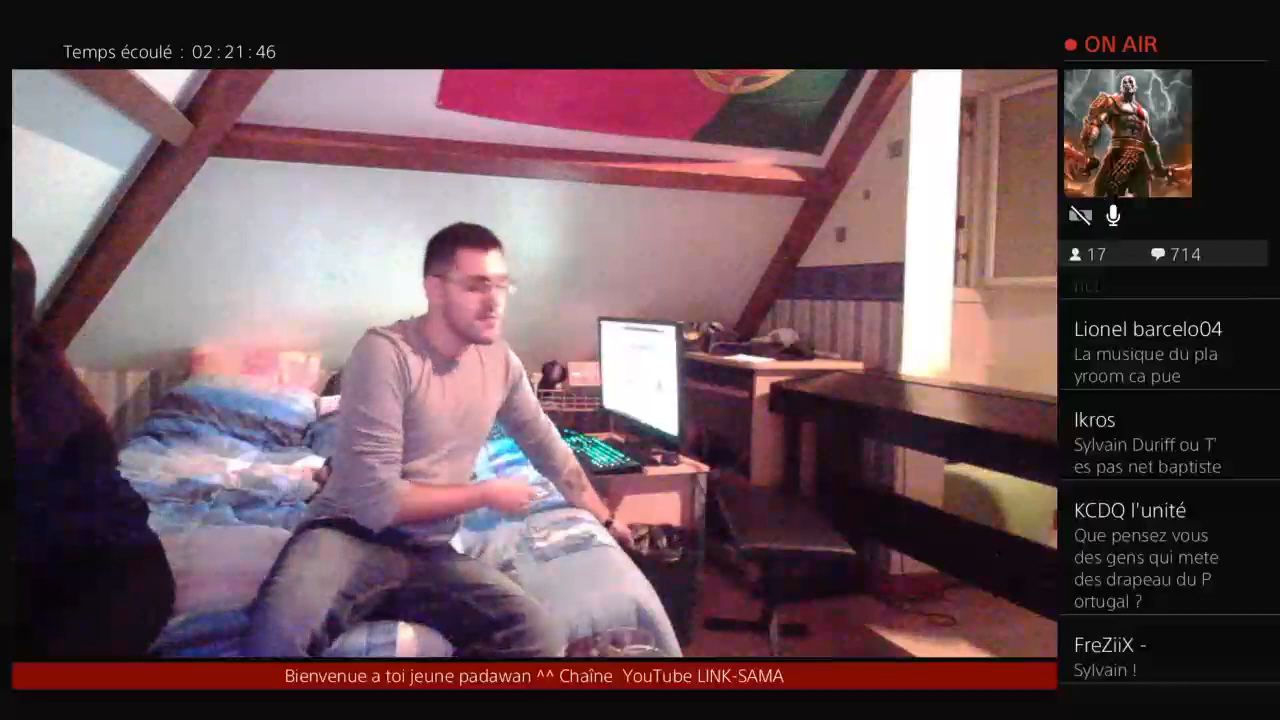 Temps écoulé : 02:21:46
ON AIR
17
714
Lionel barcelo04
La musique du pla
yroom ca pue
Ikros
Sylvain Duriff ou T'
es pas net baptiste
KCDQ l'unité
Que pensez vous
des gens qui mete
des drapeau du P
ortugal ?
FreZiiX -
Sylvain !
Bienvenue a toi jeune padawan ^^ Chaîne  YouTube LINK-SAMA